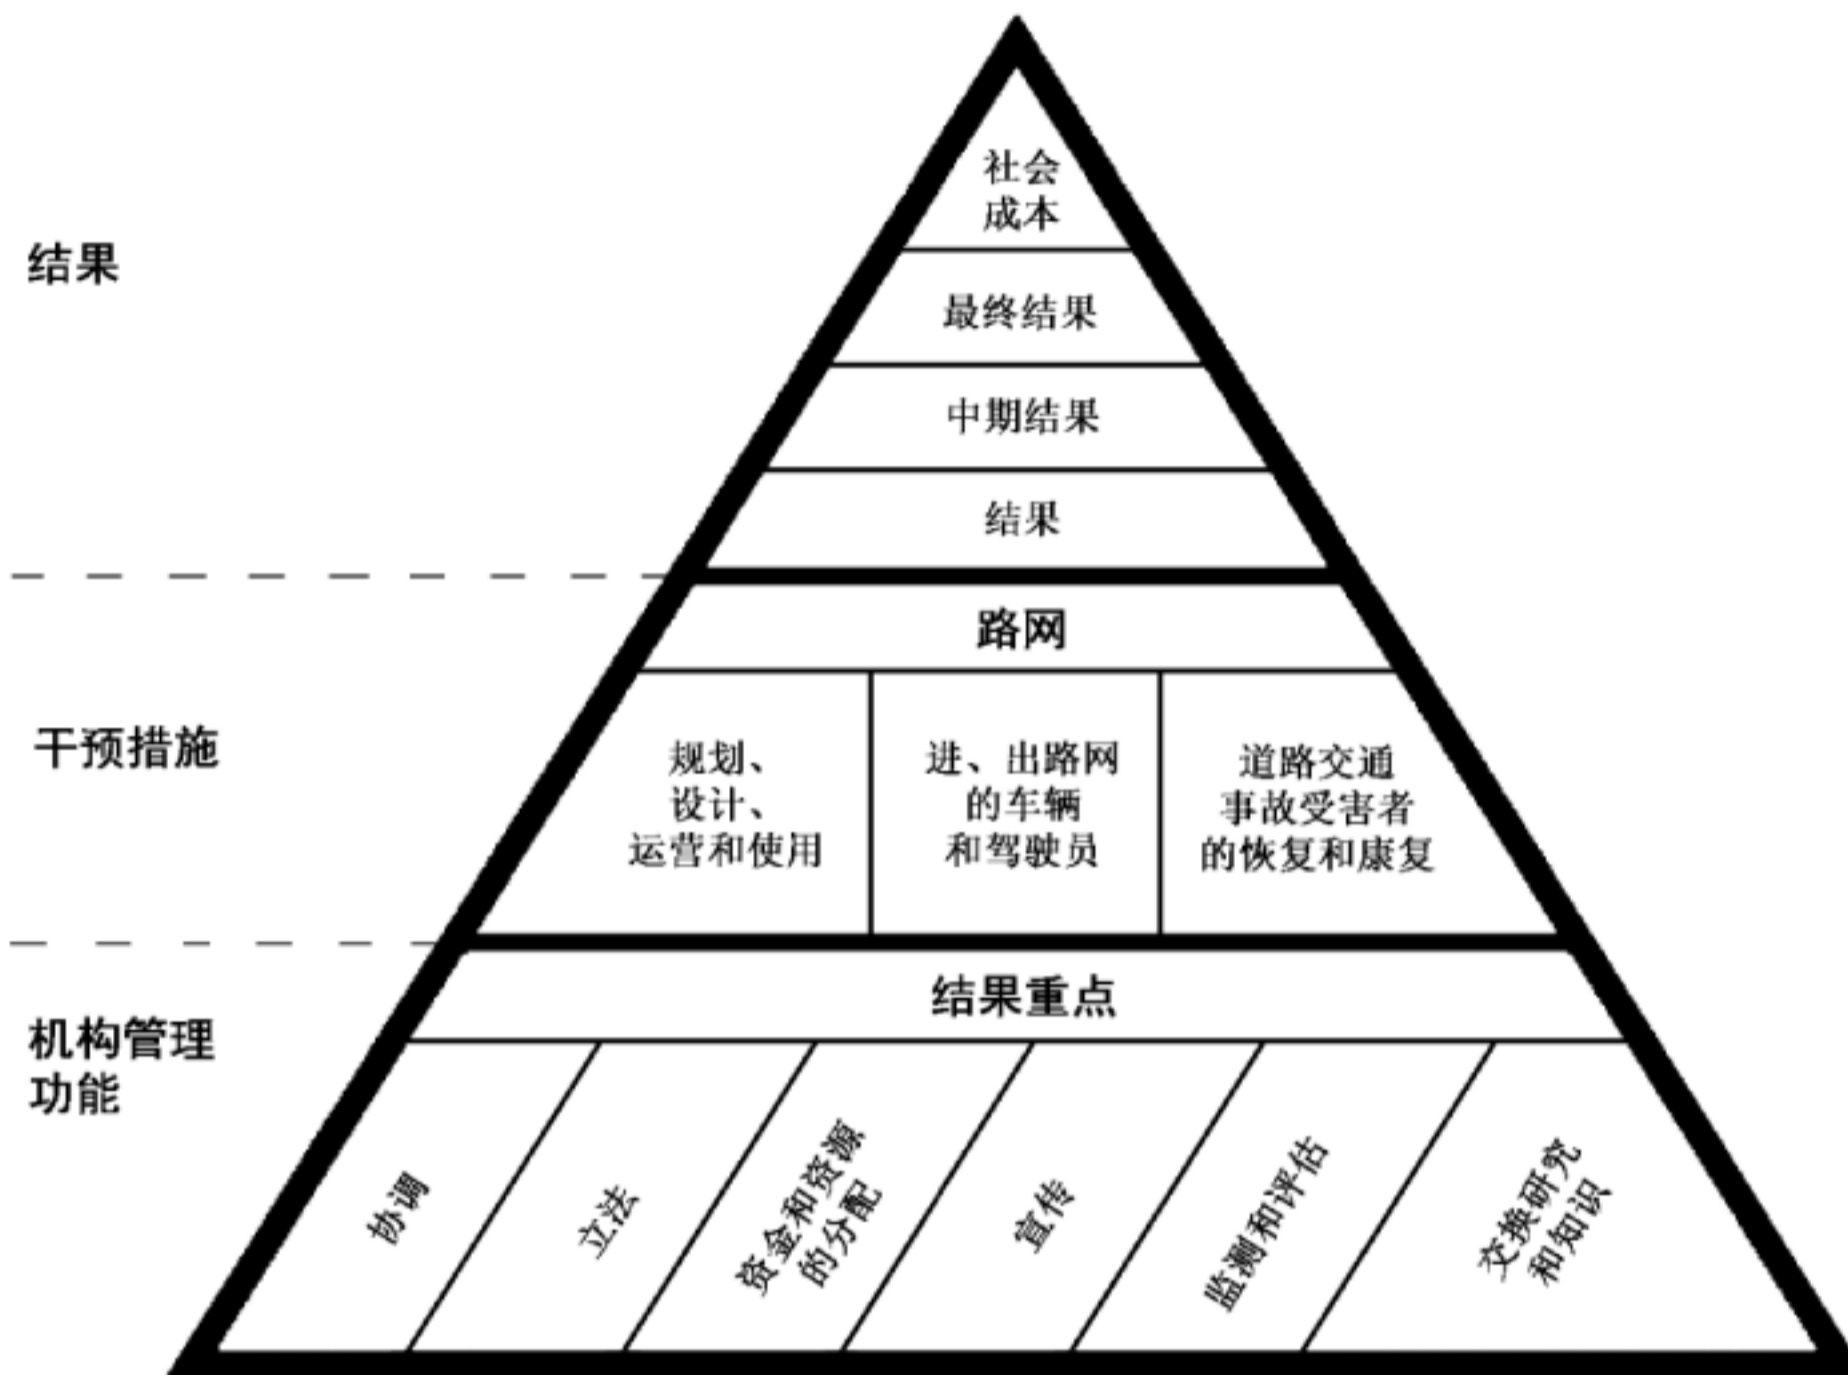 社会
成本
最终结果
中期结果
结果
结果
路网
规划、
设计、
运营和使用
进、出路网
的车辆
和驾驶员
道路交通
事故受害者
的恢复和康复
干预措施
结果重点
机构管理
功能
协调
立法
资金和资源
的分配
宣传
监测和评估
交换研究
和知识